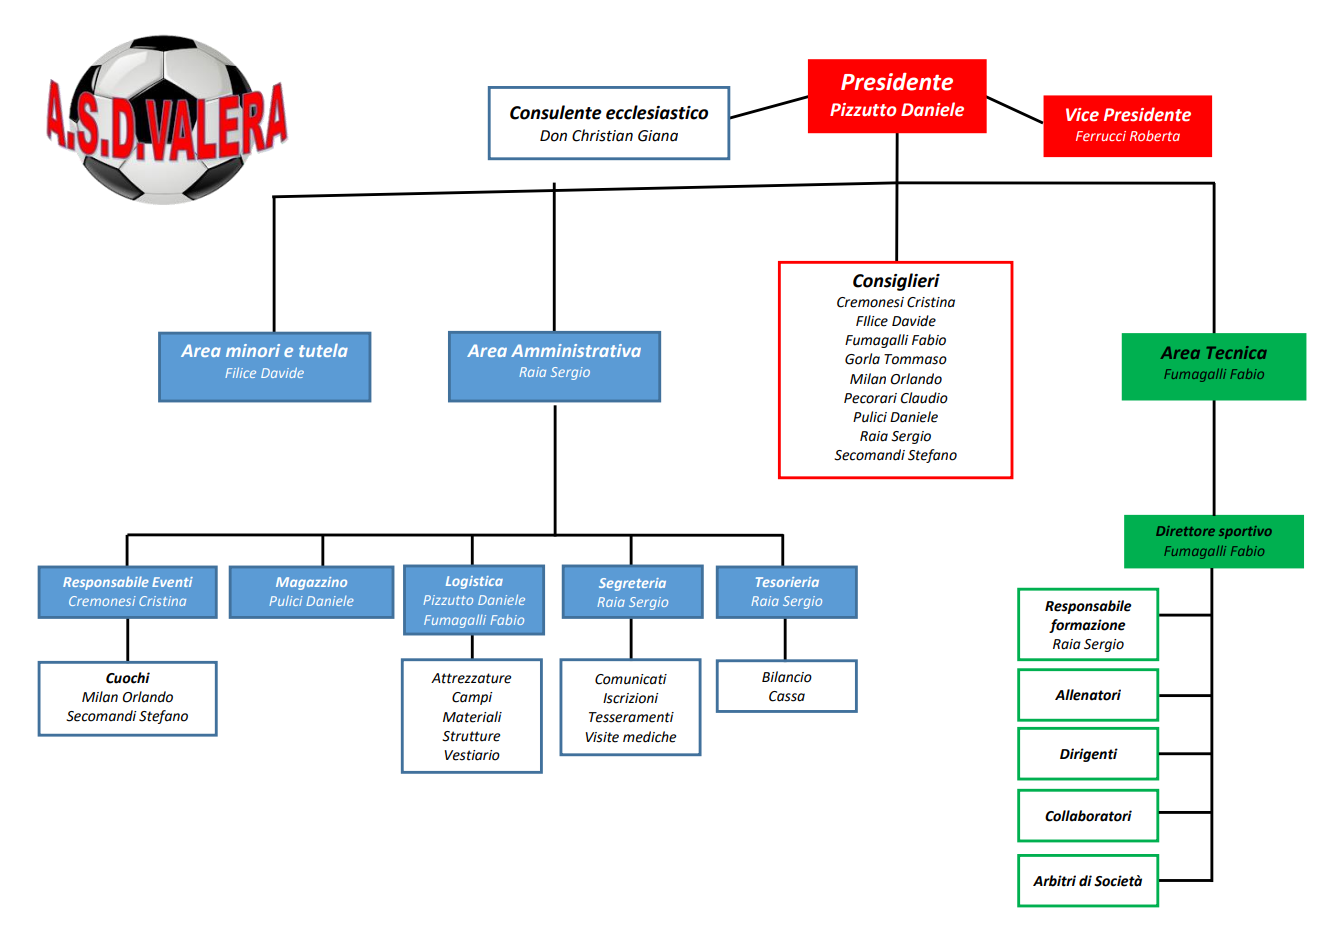 A.S.D.VALERA
Presidente
Pizzutto Daniele
Consulente ecclesiastico
Don Christian Giana
Vice Presidente
Ferrucci Roberta
Area minori e tutela
Filice Davide
Area Amministrativa
Raia Sergio
Consiglieri
Cremonesi Cristina
FIlice Davide
Fumagalli Fabio
Gorla Tommaso
Milan Orlando
Pecorari Claudio
Pulici Daniele
Raia Sergio
Secomandi Stefano
Area Tecnica
Fumagalli Fabio
Direttore sportivo
Fumagalli Fabio
Responsabile Eventi
Cremonesi Cristina
Magazzino
Pulici Daniele
Logistica
Pizzutto Daniele
Fumagalli Fabio
Segreteria
Raia Sergio
Tesorieria
Raia Sergio
Cuochi
Milan Orlando
Secomandi Stefano
Attrezzature
Campi
Materiali
Strutture
Vestiario
Comunicati
Iscrizioni
Tesseramenti
Visite mediche
Bilancio
Cassa
Responsabile
formazione
Raia Sergio
Allenatori
Dirigenti
Collaboratori
Arbitri di Società